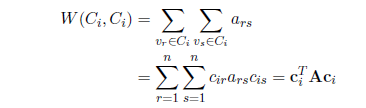 W(C_i, C_i) = \sum_{v_r \in C_i} \sum_{v_s \in C_i} a_{rs}
= \sum_{r=1}^{n} \sum_{s=1}^{n} c_{ir} a_{rs} c_{is} = \mathbf{c}_i^T \mathbf{A} \mathbf{c}_i